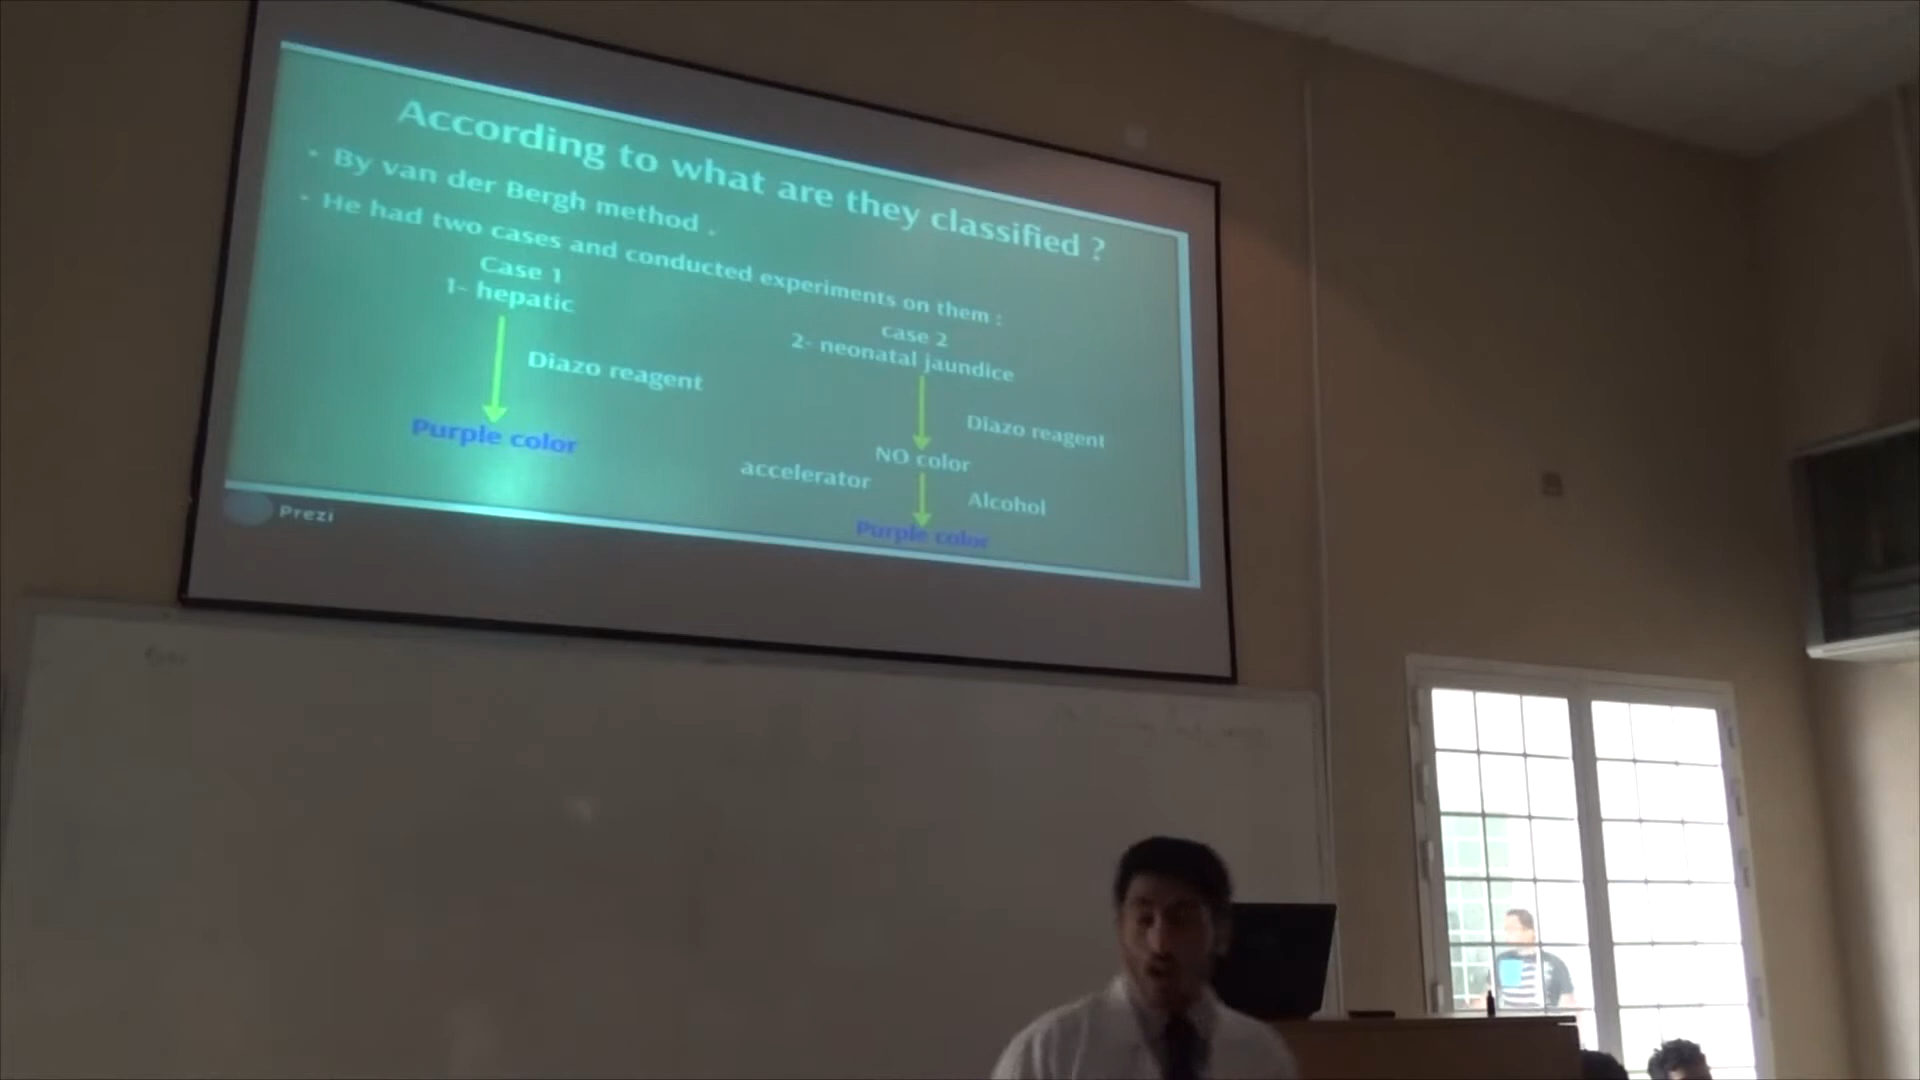 According to what are they classified ?
• By van der Bergh method .
• He had two cases and conducted experiments on them :
Case 1
1- hepatic
Diazo reagent
Purple color
case 2
2- neonatal jaundice
Diazo reagent
NO color
accelerator
Alcohol
Purple color
Prezi